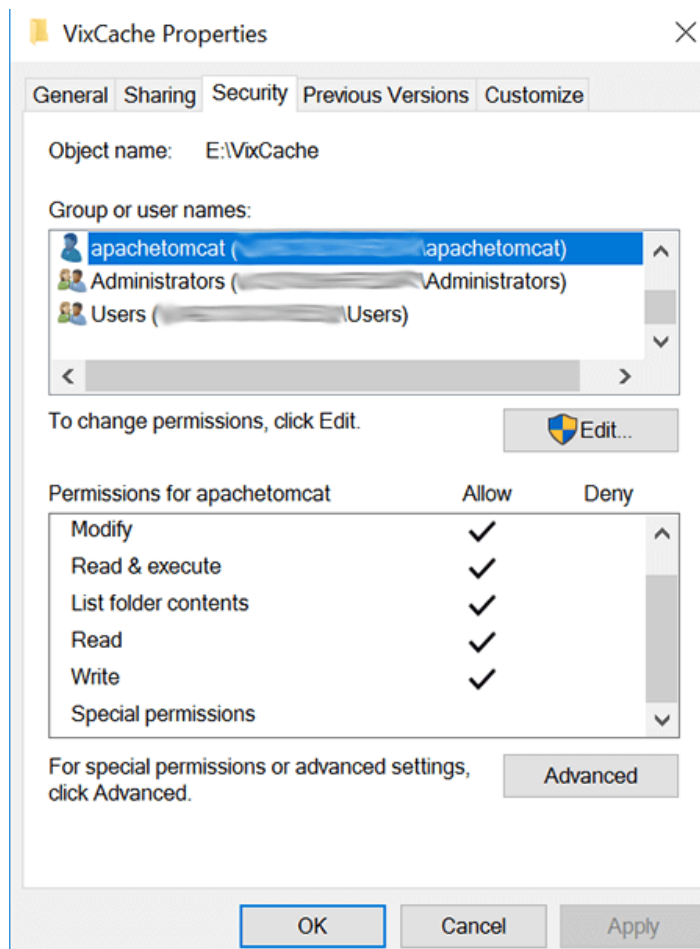 VixCache Properties
General Sharing Security Previous Versions Customize
Object name: E:\VixCache
Group or user names:
apachetomcat ( \apachetomcat)
Administrators ( \Administrators)
Users ( \Users)
To change permissions, click Edit.
Edit...
Permissions for apachetomcat Allow Deny
Modify
Read & execute
List folder contents
Read
Write
Special permissions
For special permissions or advanced settings,
click Advanced.
Advanced
OK Cancel Apply